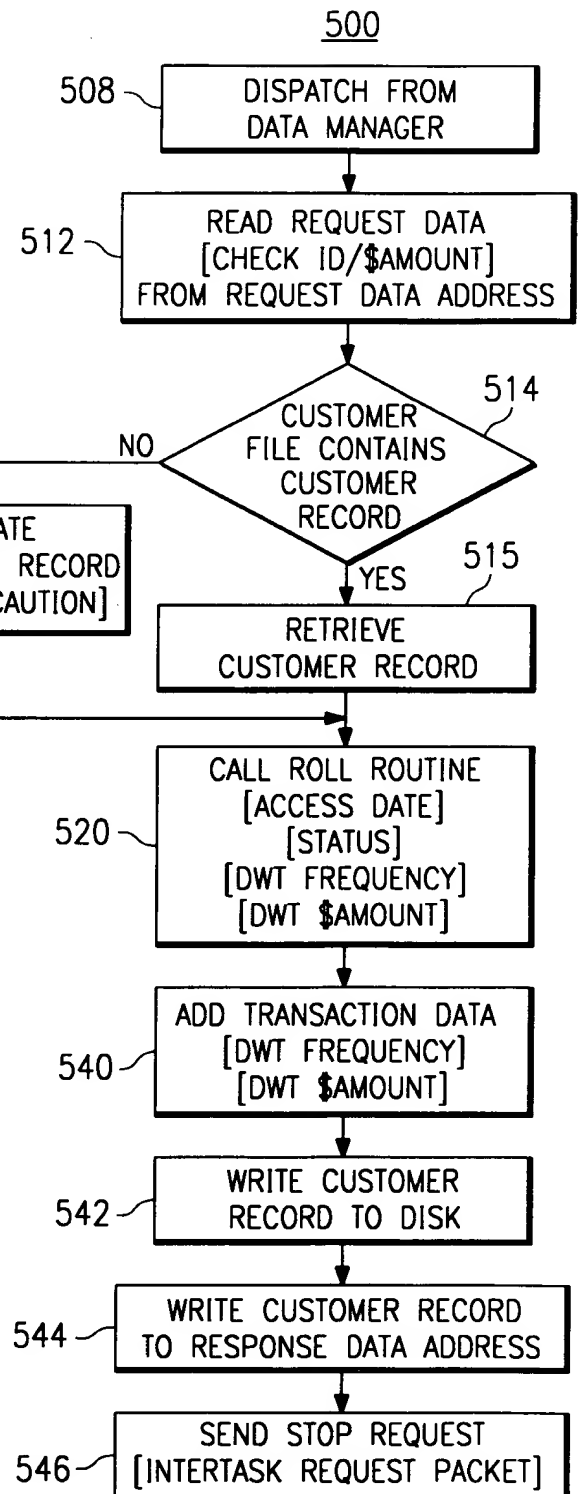 500
508
DISPATCH FROM
DATA MANAGER
512
READ REQUEST DATA
[CHECK ID/$AMOUNT]
FROM REQUEST DATA ADDRESS
514
CUSTOMER
FILE CONTAINS
CUSTOMER
RECORD
NO
YES
ATE
RECORD
CAUTION]
515
RETRIEVE
CUSTOMER RECORD
520
CALL ROLL ROUTINE
[ACCESS DATE]
[STATUS]
[DWT FREQUENCY]
[DWT $AMOUNT]
540
ADD TRANSACTION DATA
[DWT FREQUENCY]
[DWT $AMOUNT]
542
WRITE CUSTOMER
RECORD TO DISK
544
WRITE CUSTOMER RECORD
TO RESPONSE DATA ADDRESS
546
SEND STOP REQUEST
[INTERTASK REQUEST PACKET]